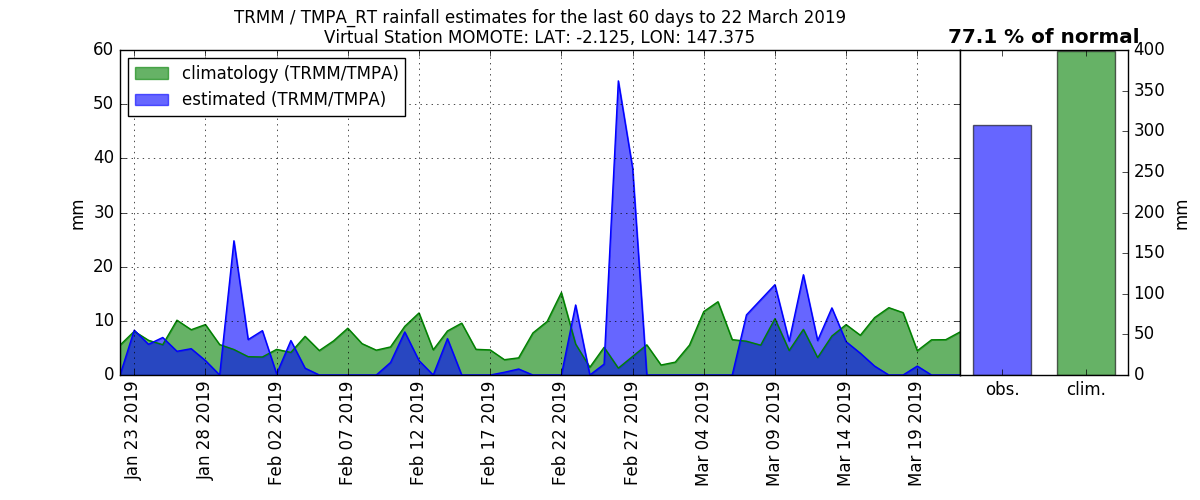 TRMM / TMPA_RT rainfall estimates for the last 60 days to 22 March 2019
Virtual Station MOMOTE: LAT: -2.125, LON: 147.375
77.1 % of normal
climatology (TRMM/TMPA)
estimated (TRMM/TMPA)
60
50
40
30
20
10
0
mm
Jan 23 2019
Jan 28 2019
Feb 02 2019
Feb 07 2019
Feb 12 2019
Feb 17 2019
Feb 22 2019
Feb 27 2019
Mar 04 2019
Mar 09 2019
Mar 14 2019
Mar 19 2019
400
350
300
250
200
150
100
50
0
mm
obs.
clim.